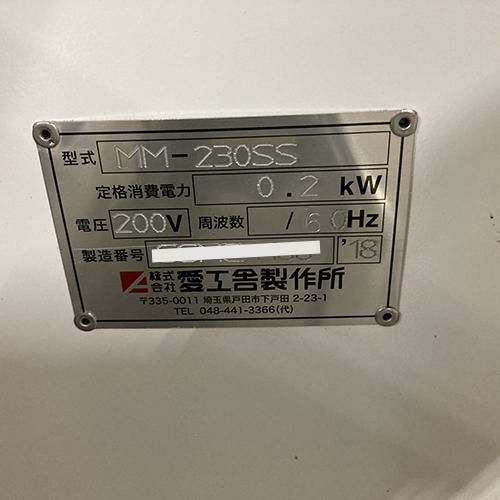 型式 MM-230SS
定格消費電力 0.2 kW
電圧 200V 周波数 /60Hz
製造番号 '18
株式会社 愛工舎製作所
〒335-0011 埼玉県戸田市下戸田 2-23-1
TEL 048-441-3366(代)